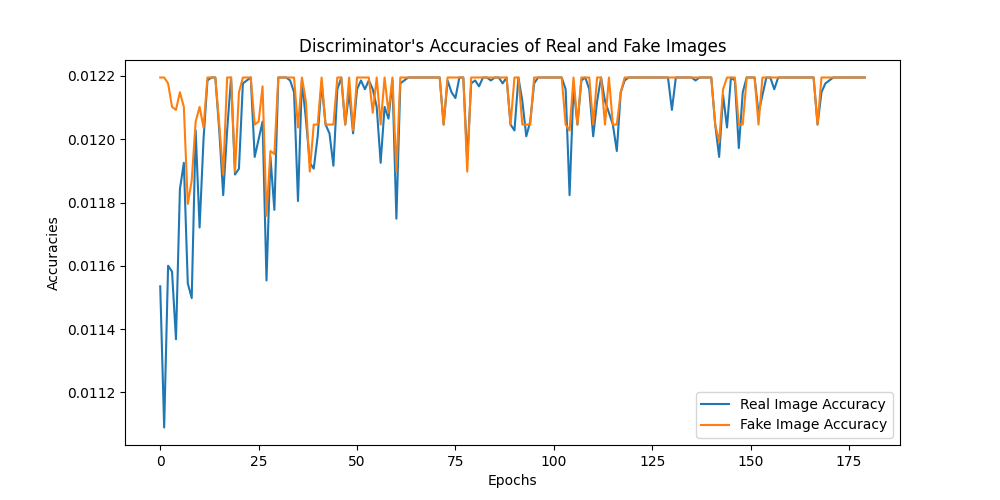 Discriminator's Accuracies of Real and Fake Images
Accuracies
0.0122
0.0120
0.0118
0.0116
0.0114
0.0112
Real Image Accuracy
Fake Image Accuracy
0 25 50 75 100 125 150 175
Epochs